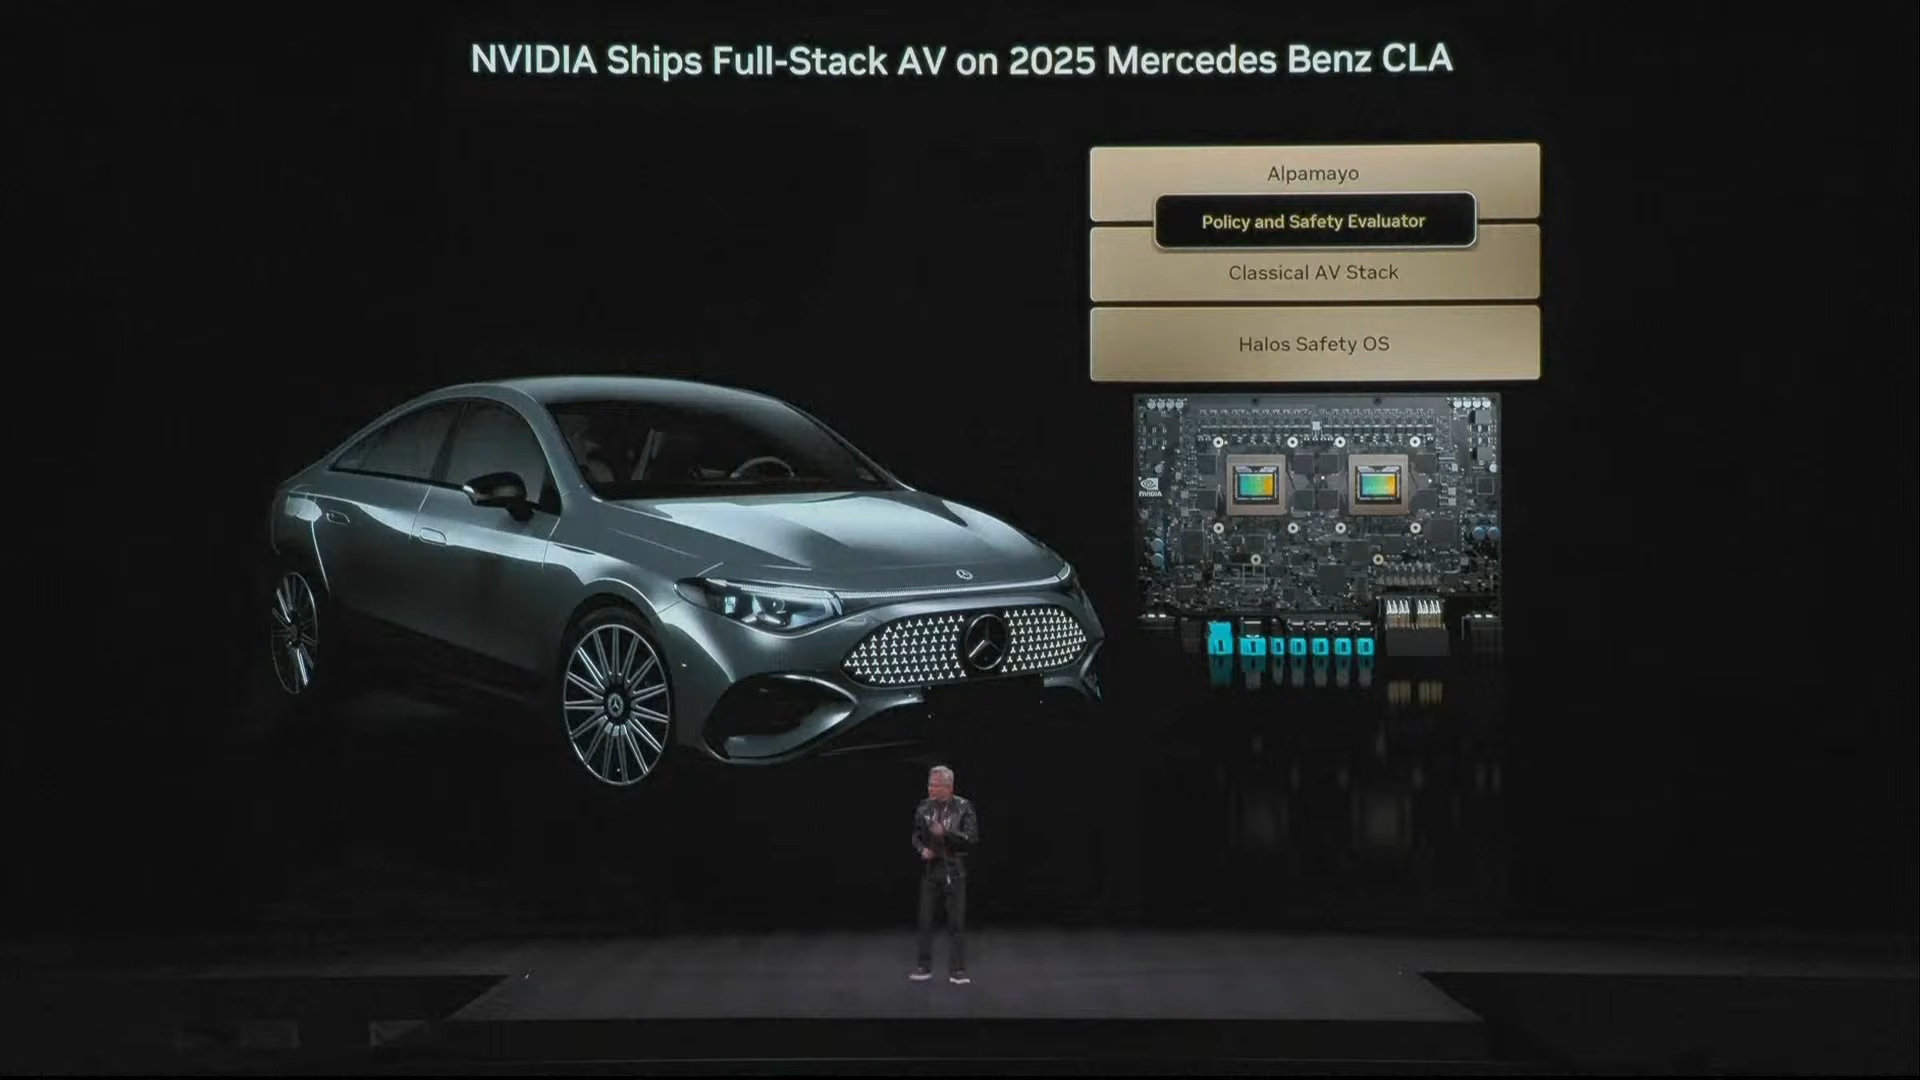 NVIDIA Ships Full-Stack AV on 2025 Mercedes Benz CLA
Alpamayo
Policy and Safety Evaluator
Classical AV Stack
Halos Safety OS
NVIDIA